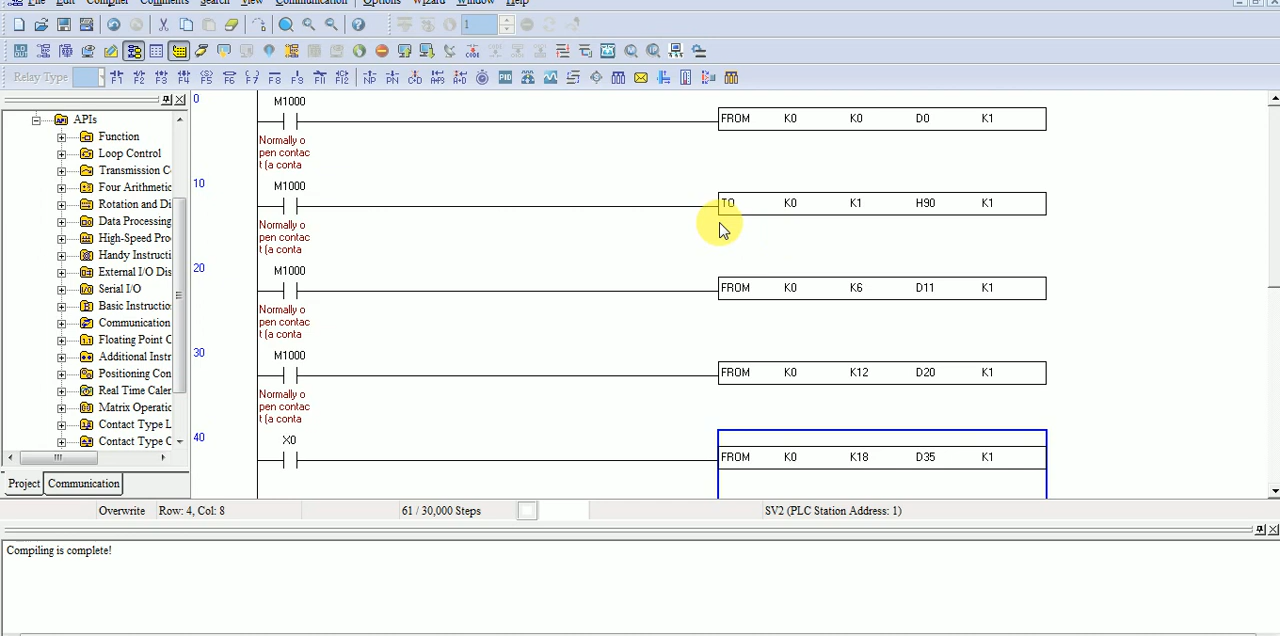 File Edit Compiler Comments Search View Communication Options Wizard Window Help
1
Relay Type
APIs
Function
Loop Control
Transmission C
Four Arithmetic
Rotation and Di
Data Processing
High-Speed Pro
Handy Instructi
External I/O Dis
Serial I/O
Basic Instructio
Communication
Floating Point C
Additional Instr
Positioning Con
Real Time Caler
Matrix Operatic
Contact Type L
Contact Type C
Project Communication
0
M1000
Normally o
pen contac
t (a conta
FROM K0 K0 D0 K1
10
M1000
Normally o
pen contac
t (a conta
TO K0 K1 H90 K1
20
M1000
Normally o
pen contac
t (a conta
FROM K0 K6 D11 K1
30
M1000
Normally o
pen contac
t (a conta
FROM K0 K12 D20 K1
40
X0
FROM K0 K18 D35 K1
Overwrite Row: 4, Col: 8 61 / 30,000 Steps SV2 (PLC Station Address: 1)
Compiling is complete!